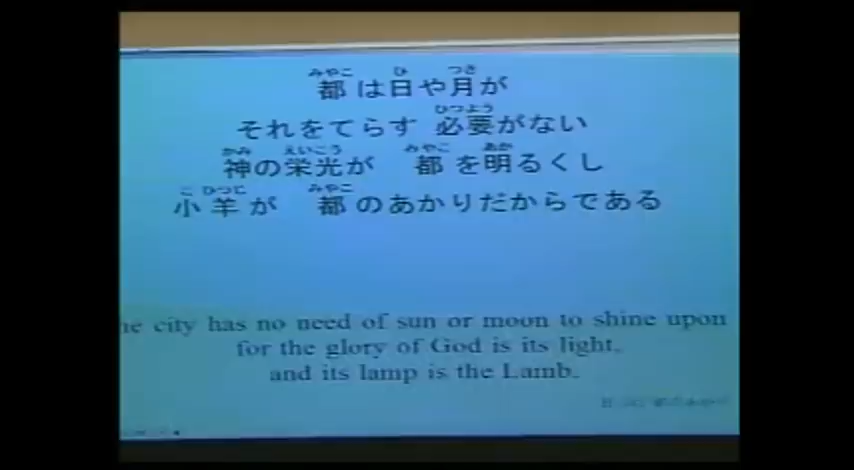 都は日や月が
それをてらす 必要がない
神の栄光が 都を明るくし
小羊が 都のあかりだからである
he city has no need of sun or moon to shine upon
for the glory of God is its light,
and its lamp is the Lamb.